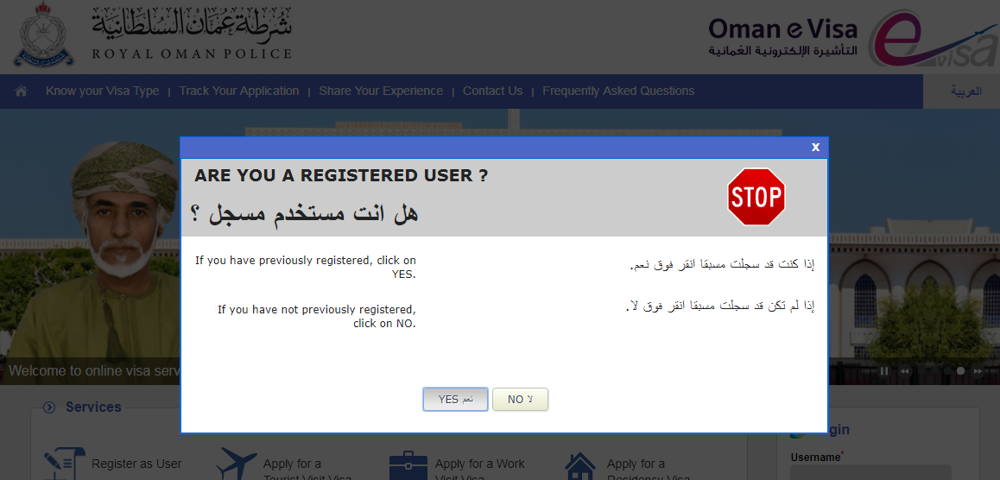 شرطة عمان السلطانية
ROYAL OMAN POLICE
Oman e Visa
التأشيرة الإلكترونية العُمانية
e visa
Know your Visa Type | Track Your Application | Share Your Experience | Contact Us | Frequently Asked Questions
العربية
x
ARE YOU A REGISTERED USER ?
هل انت مستخدم مسجل ؟
STOP
If you have previously registered, click on
YES.
If you have not previously registered,
click on NO.
إذا كنت قد سجلت مسبقا انقر فوق نعم.
إذا لم تكن قد سجلت مسبقا انقر فوق لا.
YES نعم
NO لا
Welcome to online visa serv
Services
Register as User
Apply for a
Tourist Visit Visa
Apply for a Work
Visit Visa
Apply for a
Residency Visa
gin
Username*